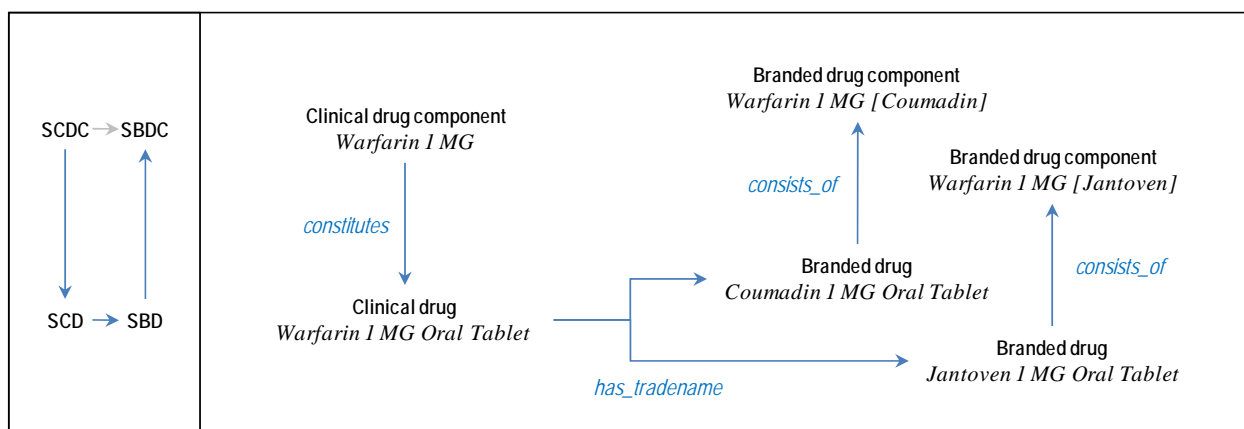 SCDC
SBDC
SCD
SBD
Clinical drug component
Warfarin 1 MG
constitutes
Clinical drug
Warfarin 1 MG Oral Tablet
has_tradename
Branded drug component
Warfarin 1 MG [Coumadin]
consists_of
Branded drug
Coumadin 1 MG Oral Tablet
Branded drug component
Warfarin 1 MG [Jantoven]
consists_of
Branded drug
Jantoven 1 MG Oral Tablet